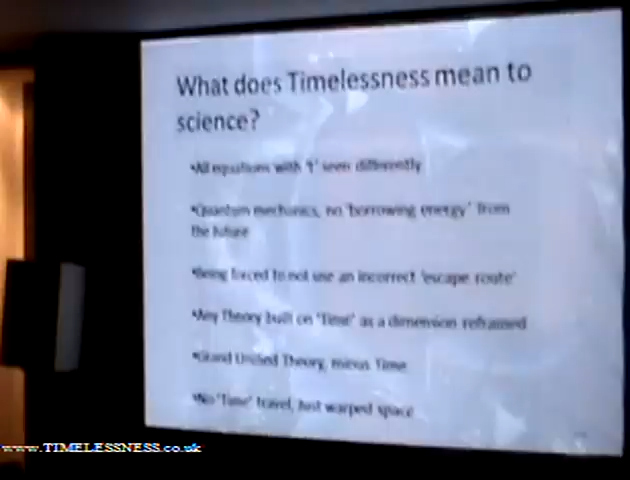 What does Timelessness mean to
science?
•All equations with 't' seen differently
•Quantum mechanics, no 'borrowing energy' from
the future
•Being forced to not use an incorrect 'escape route'
•Any Theory built on 'Time' as a dimension reframed
•Grand Unified Theory, minus Time
•No 'Time' travel, just warped space
www.TIMELESSNESS.co.uk